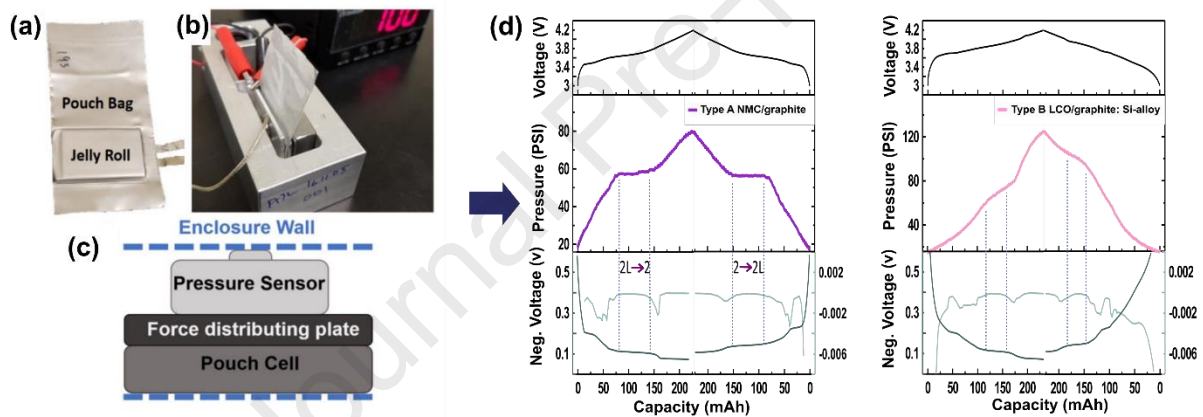 (a)
195
Pouch Bag
Jelly Roll
(b)
100
001
(c)
Enclosure Wall
Pressure Sensor
Force distributing plate
Pouch Cell
(d)
Voltage (V)
4.2
3.8
3.4
3
Type A NMC/graphite
Pressure (PSI)
80
60
40
20
2L→2
2→2L
Neg. Voltage (v)
0.5
0.3
0.1
0.002
-0.002
-0.006
0 50 100 150 200 200 150 100 50 0
Capacity (mAh)
Voltage (V)
4.2
3.8
3.4
3
Type B LCO/graphite: Si-alloy
Pressure (PSI)
120
80
40
Neg. Voltage (v)
0.5
0.3
0.1
0.002
-0.002
-0.006
0 50 100 150 200 200 150 100 50 0
Capacity (mAh)
Journal Pre-